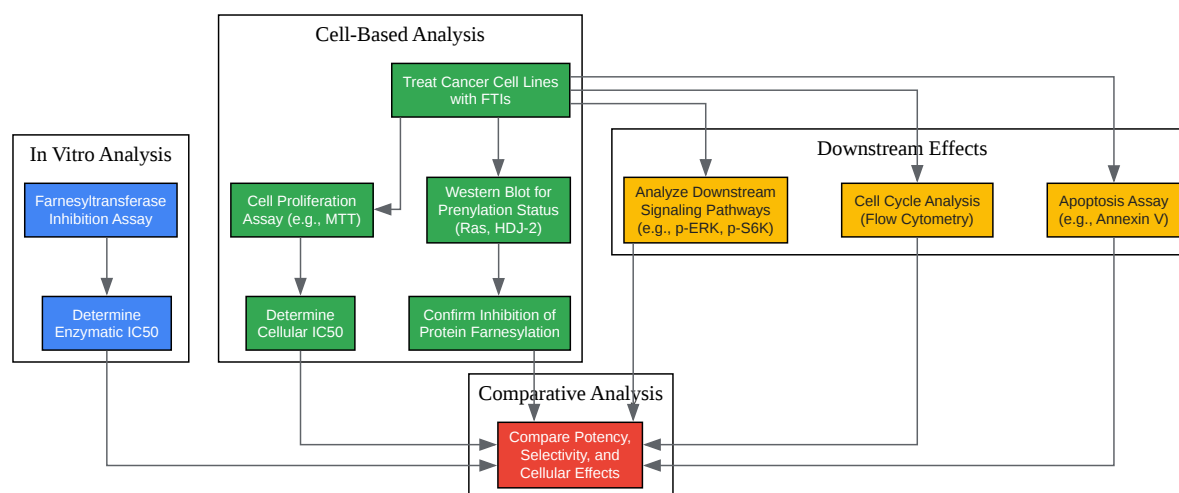 Cell-Based Analysis
Treat Cancer Cell Lines
with FTIs
In Vitro Analysis
Downstream Effects
Farnesyltransferase
Inhibition Assay
Cell Proliferation
Assay (e.g., MTT)
Western Blot for
Prenylation Status
(Ras, HDJ-2)
Analyze Downstream
Signaling Pathways
(e.g., p-ERK, p-S6K)
Cell Cycle Analysis
(Flow Cytometry)
Apoptosis Assay
(e.g., Annexin V)
Determine
Enzymatic IC50
Determine
Cellular IC50
Confirm Inhibition of
Protein Farnesylation
Comparative Analysis
Compare Potency,
Selectivity, and
Cellular Effects